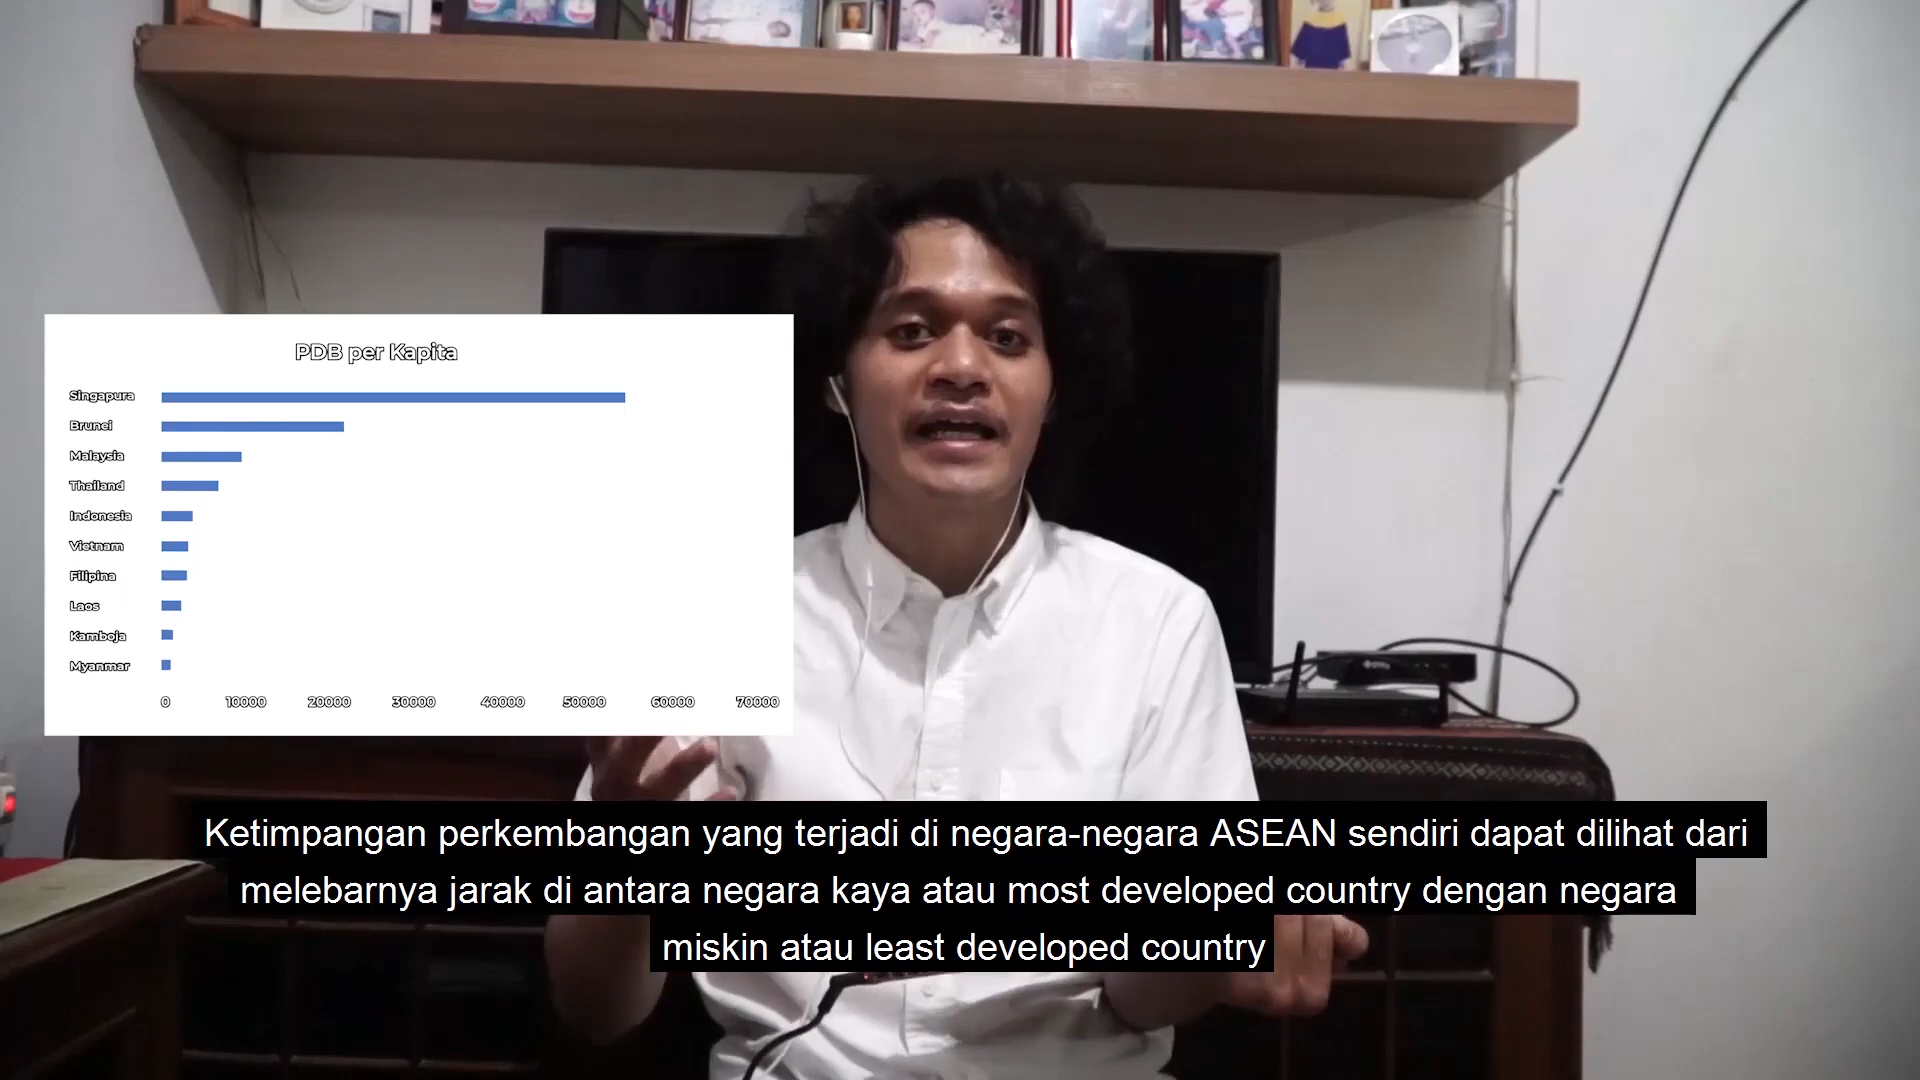 PDB per Kapita
Singapura
Brunei
Malaysia
Thailand
Indonesia
Vietnam
Filipina
Laos
Kamboja
Myanmar
0 10000 20000 30000 40000 50000 60000 70000
Ketimpangan perkembangan yang terjadi di negara-negara ASEAN sendiri dapat dilihat dari
melebarnya jarak di antara negara kaya atau most developed country dengan negara
miskin atau least developed country